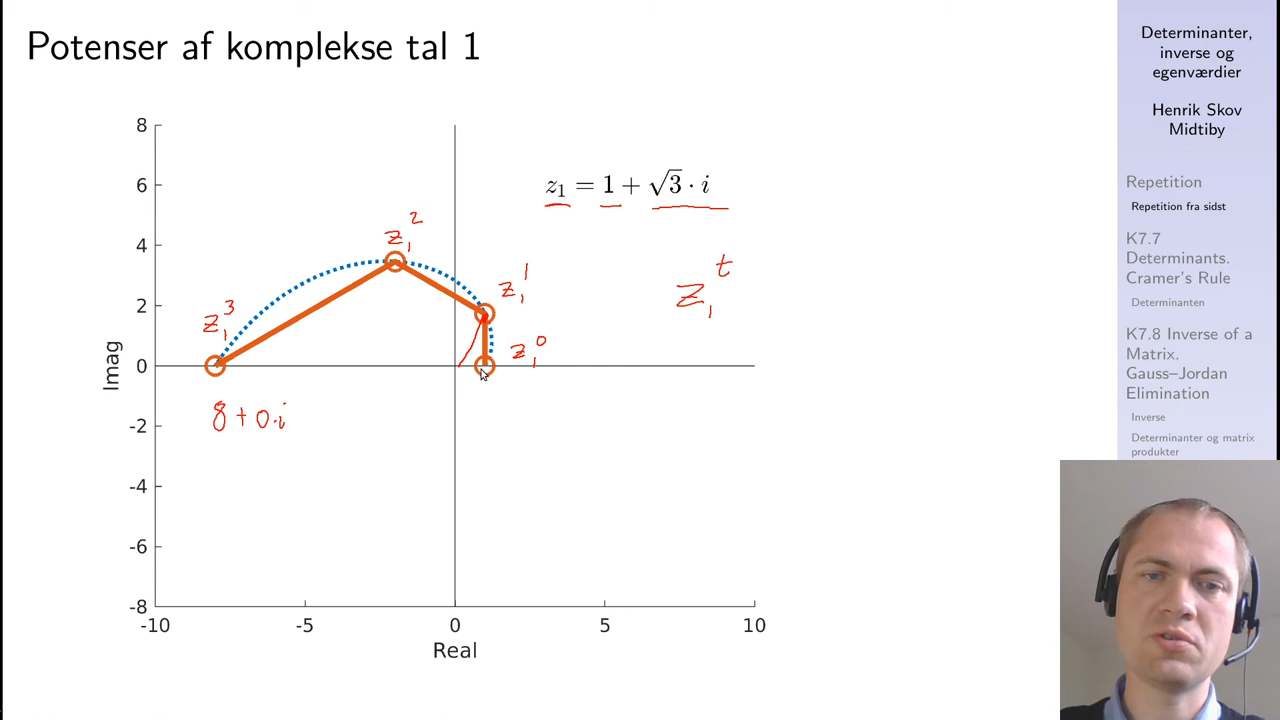 Potenser af komplekse tal 1
z₁ = 1 + √3 · i
z₁ᵗ
z₁²
z₁¹
z₁³
z₁⁰
8 + 0·i
8
6
4
2
0
-2
-4
-6
-8
Imag
-10 -5 0 5 10
Real
Determinanter,
inverse og
egenværdier
Henrik Skov
Midtiby
Repetition
Repetition fra sidst
K7.7
Determinants.
Cramer's Rule
Determinanten
K7.8 Inverse of a
Matrix.
Gauss–Jordan
Elimination
Inverse
Determinanter og matrix
produkter